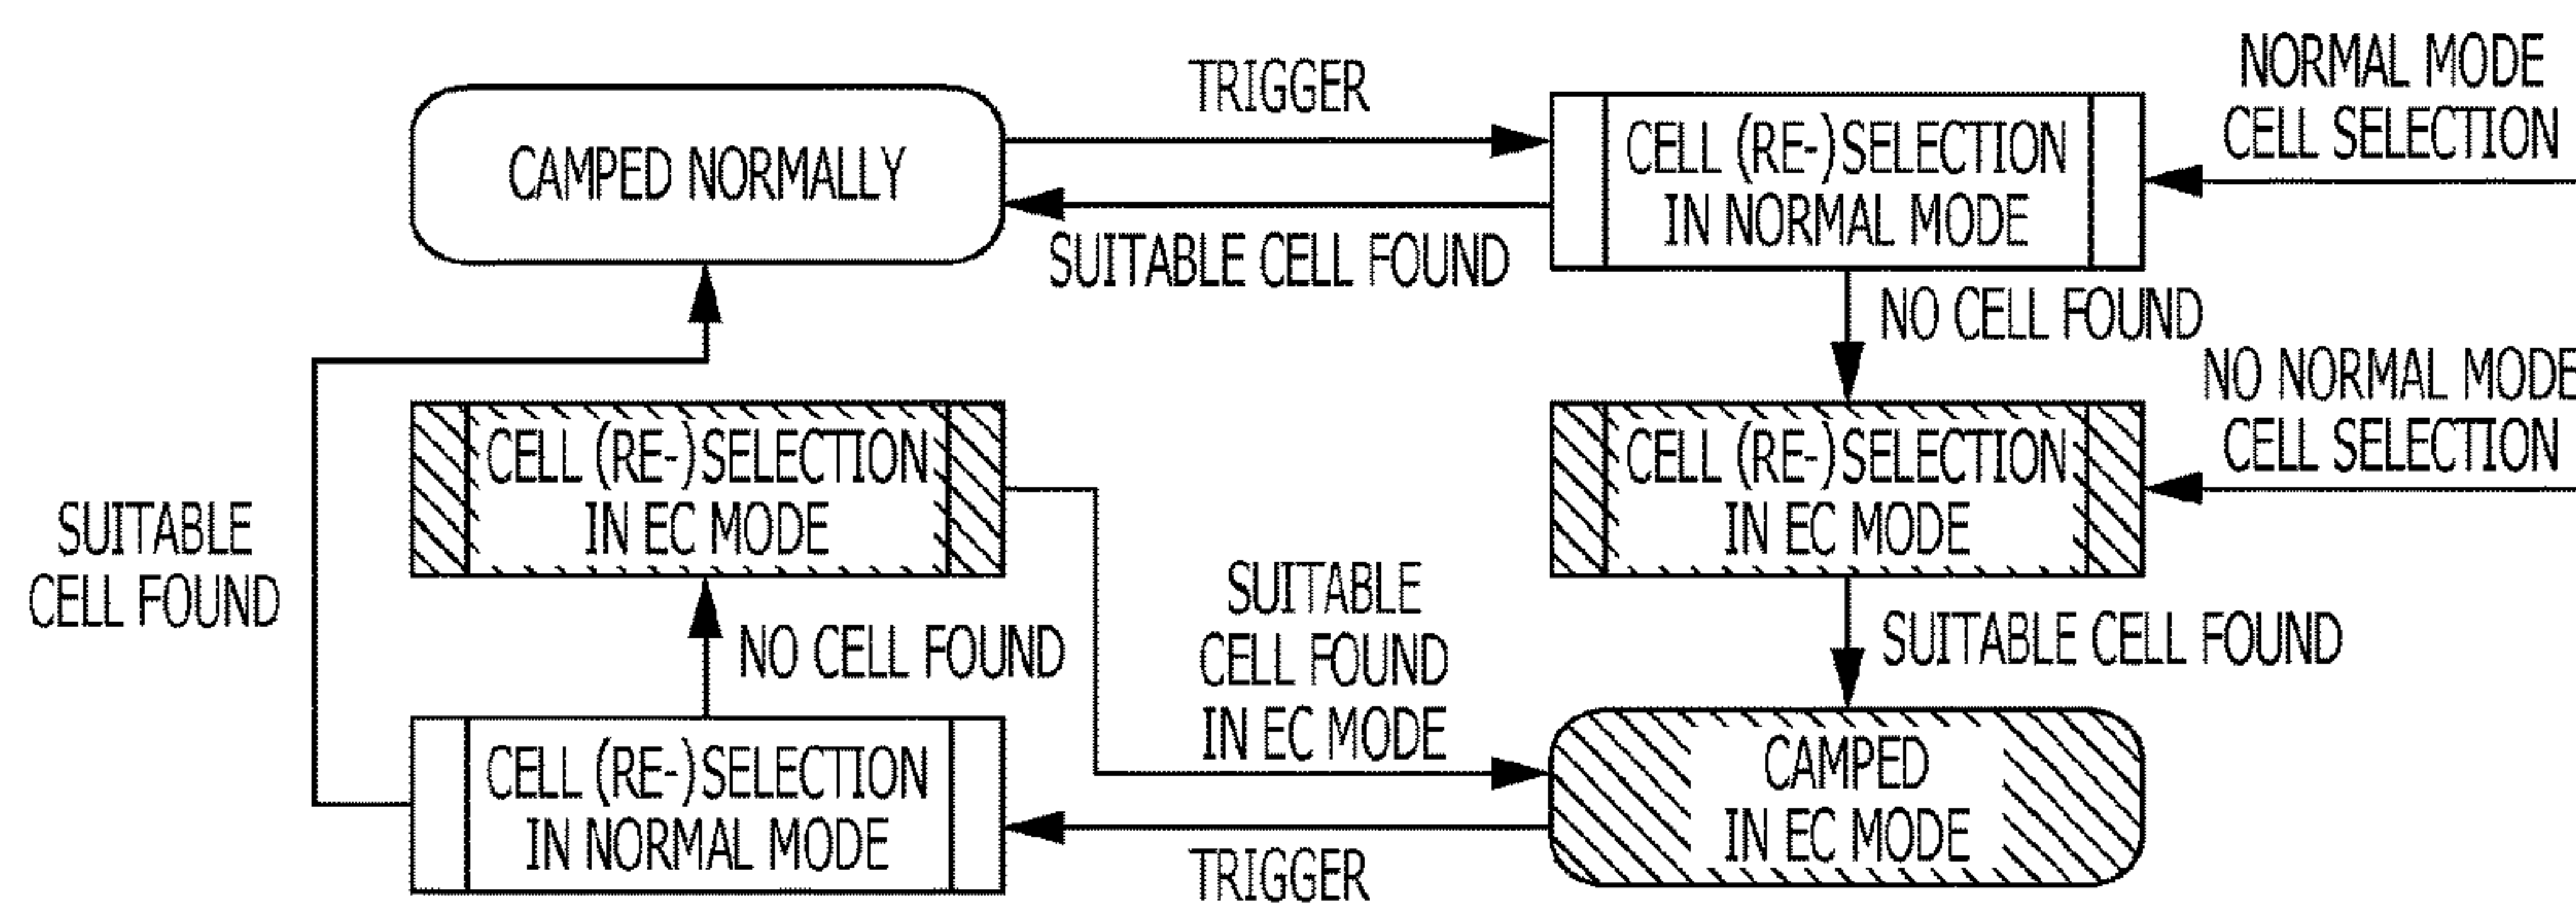 TRIGGER
NORMAL MODE
CELL SELECTION
CAMPED NORMALLY
CELL (RE-)SELECTION
IN NORMAL MODE
SUITABLE CELL FOUND
NO CELL FOUND
NO NORMAL MODE
CELL SELECTION
CELL (RE-)SELECTION
IN EC MODE
CELL (RE-)SELECTION
IN EC MODE
SUITABLE
CELL FOUND
SUITABLE
CELL FOUND
IN EC MODE
NO CELL FOUND
SUITABLE CELL FOUND
CELL (RE-)SELECTION
IN NORMAL MODE
CAMPED
IN EC MODE
TRIGGER